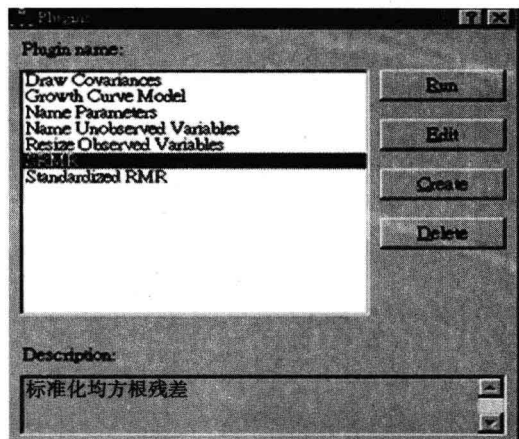 Plugins
Plugin name:
Draw Covariances
Growth Curve Model
Name Parameters
Name Unobserved Variables
Resize Observed Variables
SRMR
Standardized RMR
Run
Edit
Create
Delete
Description:
标准化均方根残差